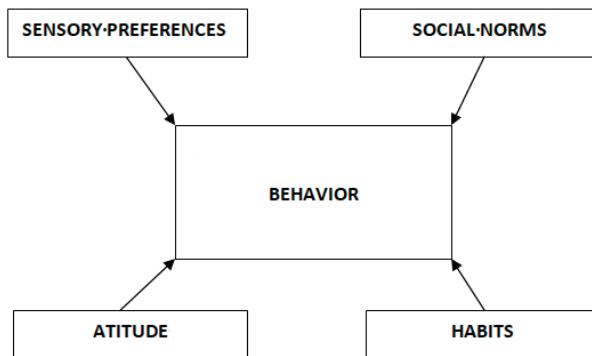 SENSORY·PREFERENCES
SOCIAL·NORMS
BEHAVIOR
ATITUDE
HABITS